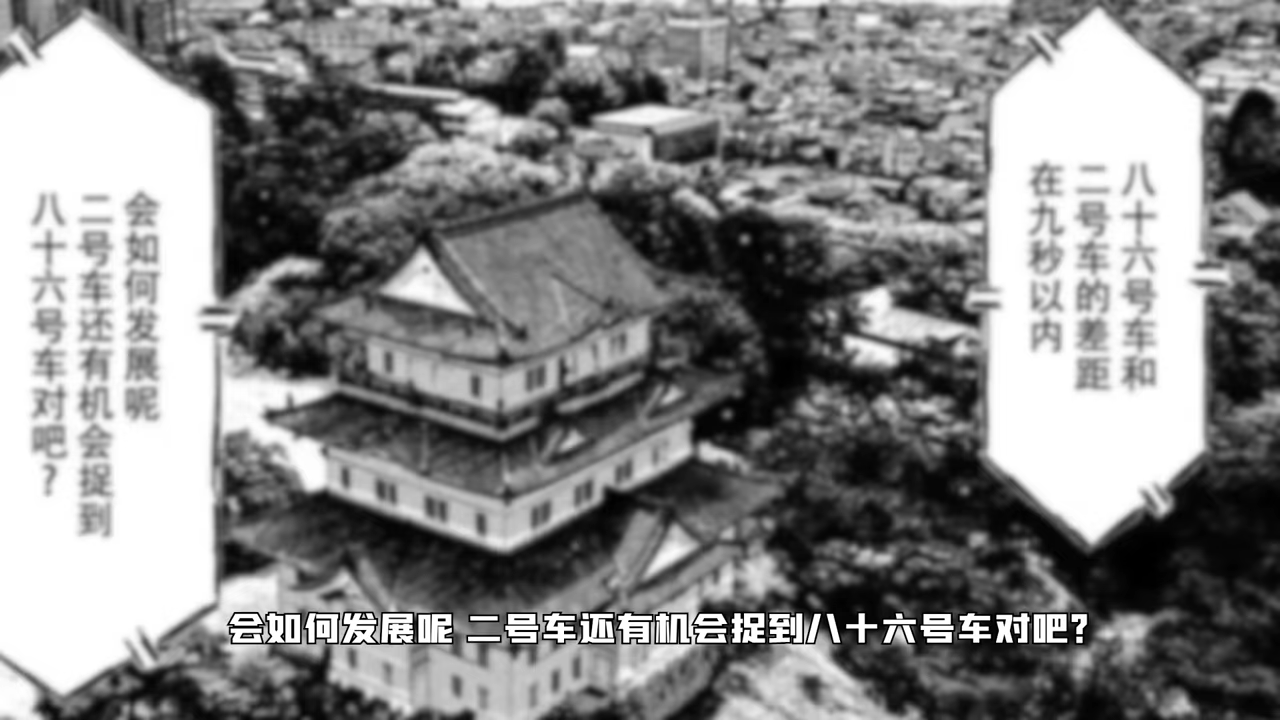 八十六号车和
二号车的差距
在九秒以内
会如何发展呢
二号车还有机会捉到
八十六号车对吧？
会如何发展呢 二号车还有机会捉到八十六号车对吧?